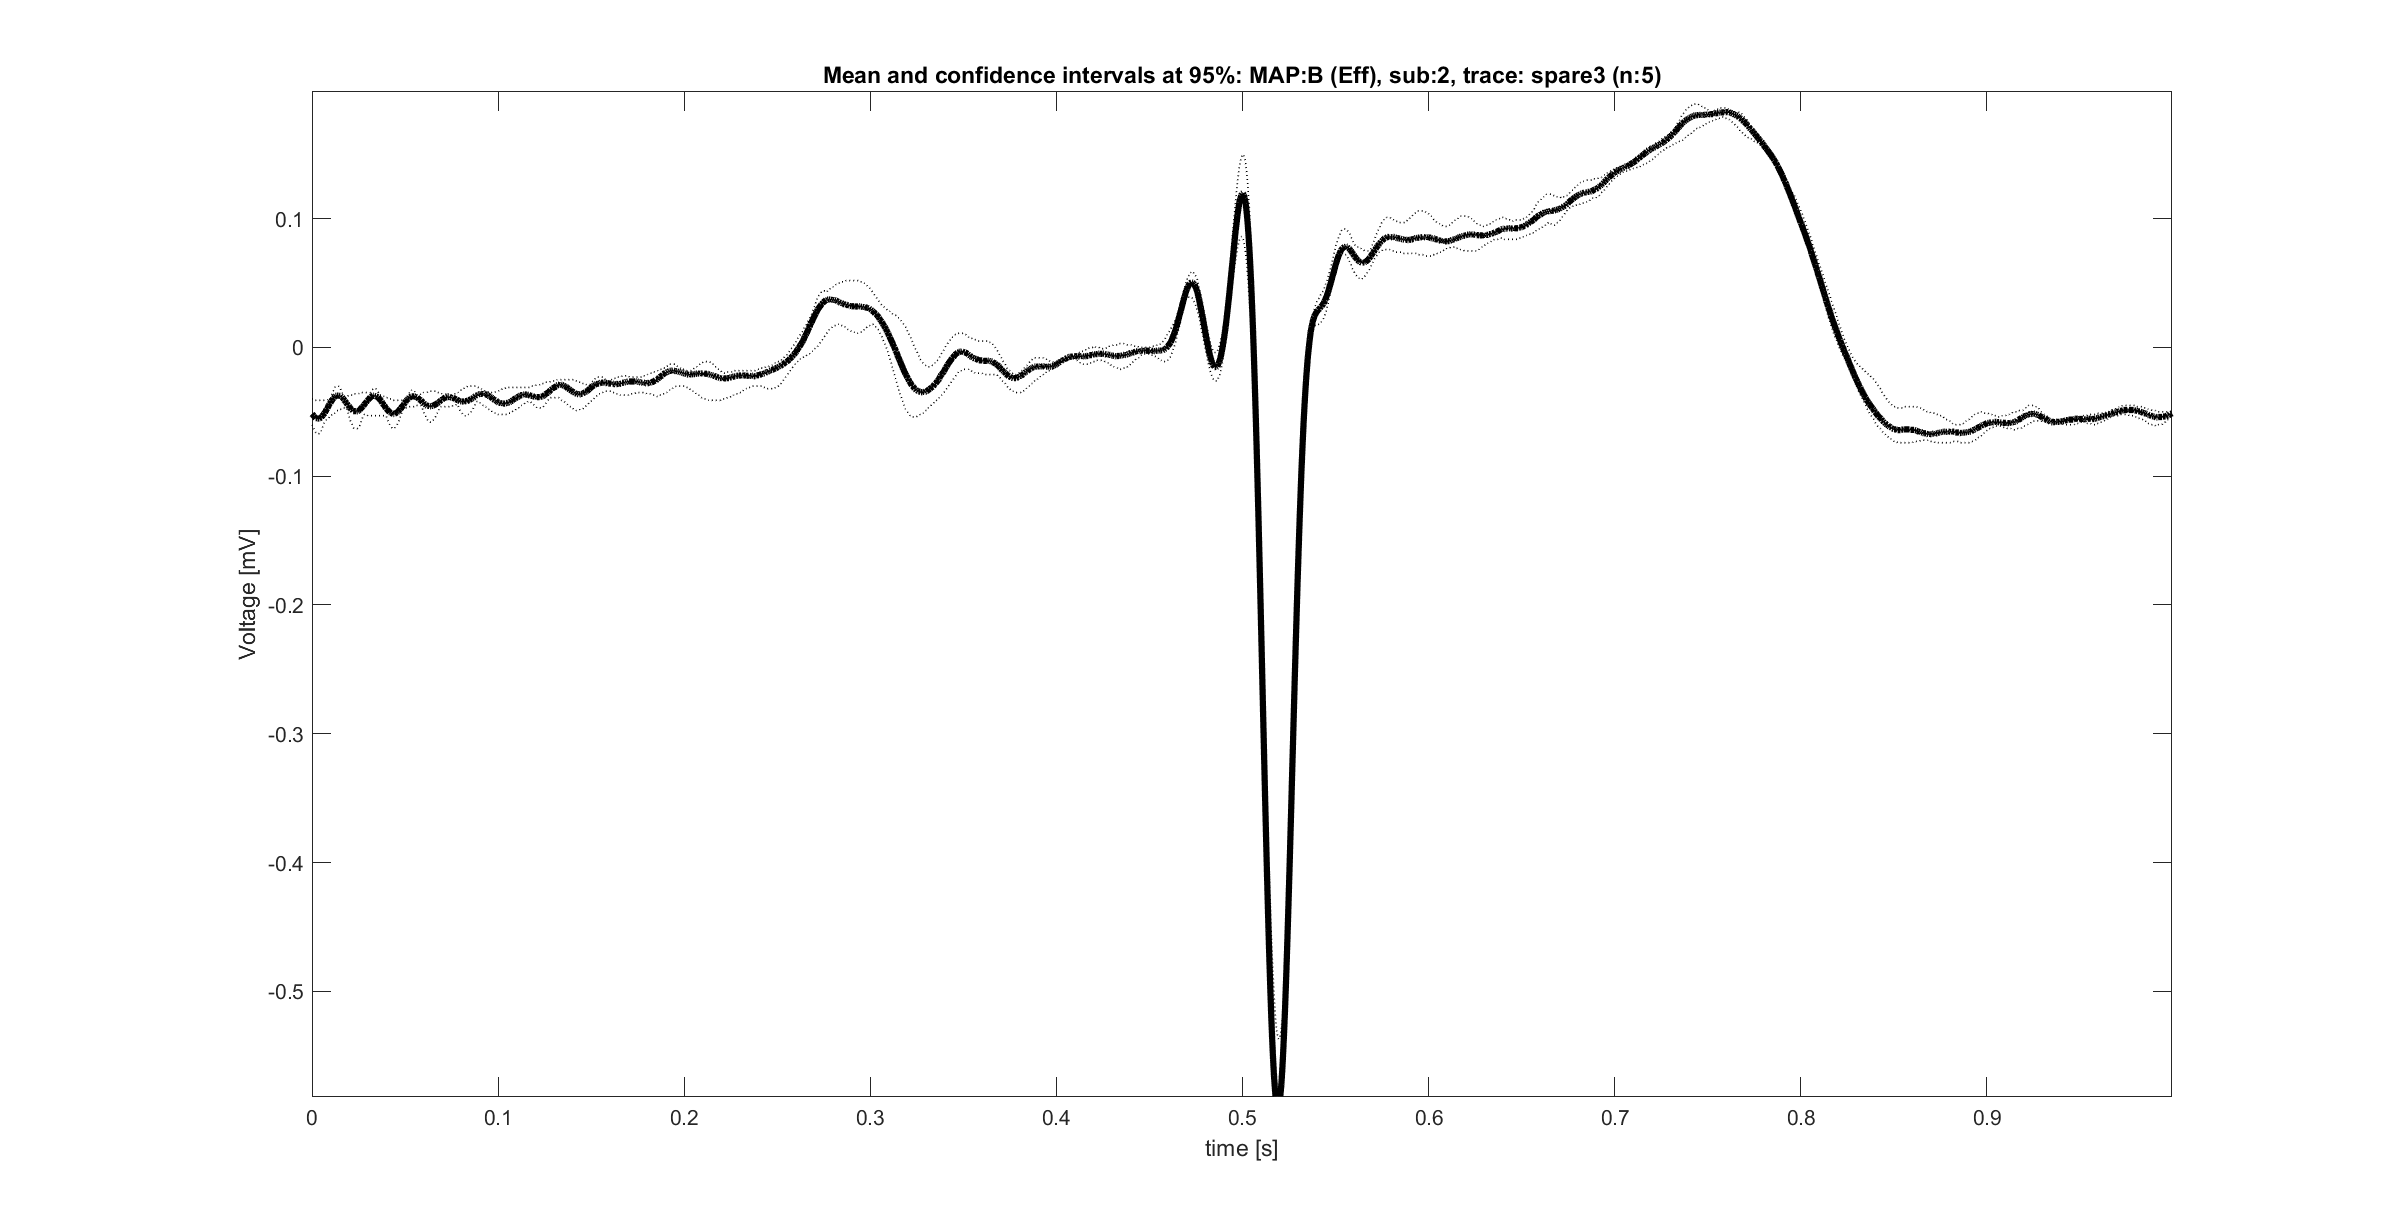 Mean and confidence intervals at 95%: MAP:B (Eff), sub:2, trace: spare3 (n:5)
0.1
0
-0.1
-0.2
-0.3
-0.4
-0.5
Voltage [mV]
0 0.1 0.2 0.3 0.4 0.5 0.6 0.7 0.8 0.9
time [s]